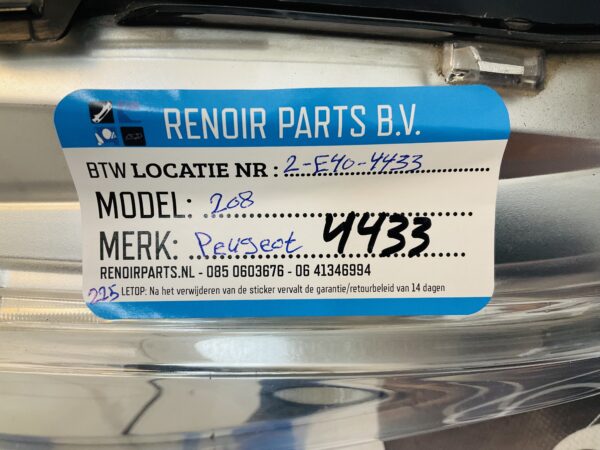 RENOIR PARTS B.V.
BTW LOCATIE NR : 2-E40-4433
MODEL: 208
MERK: Peugeot 4433
RENOIRPARTS.NL - 085 0603676 - 06 41346994
225 LETOP: Na het verwijderen van de sticker vervalt de garantie/retourbeleid van 14 dagen